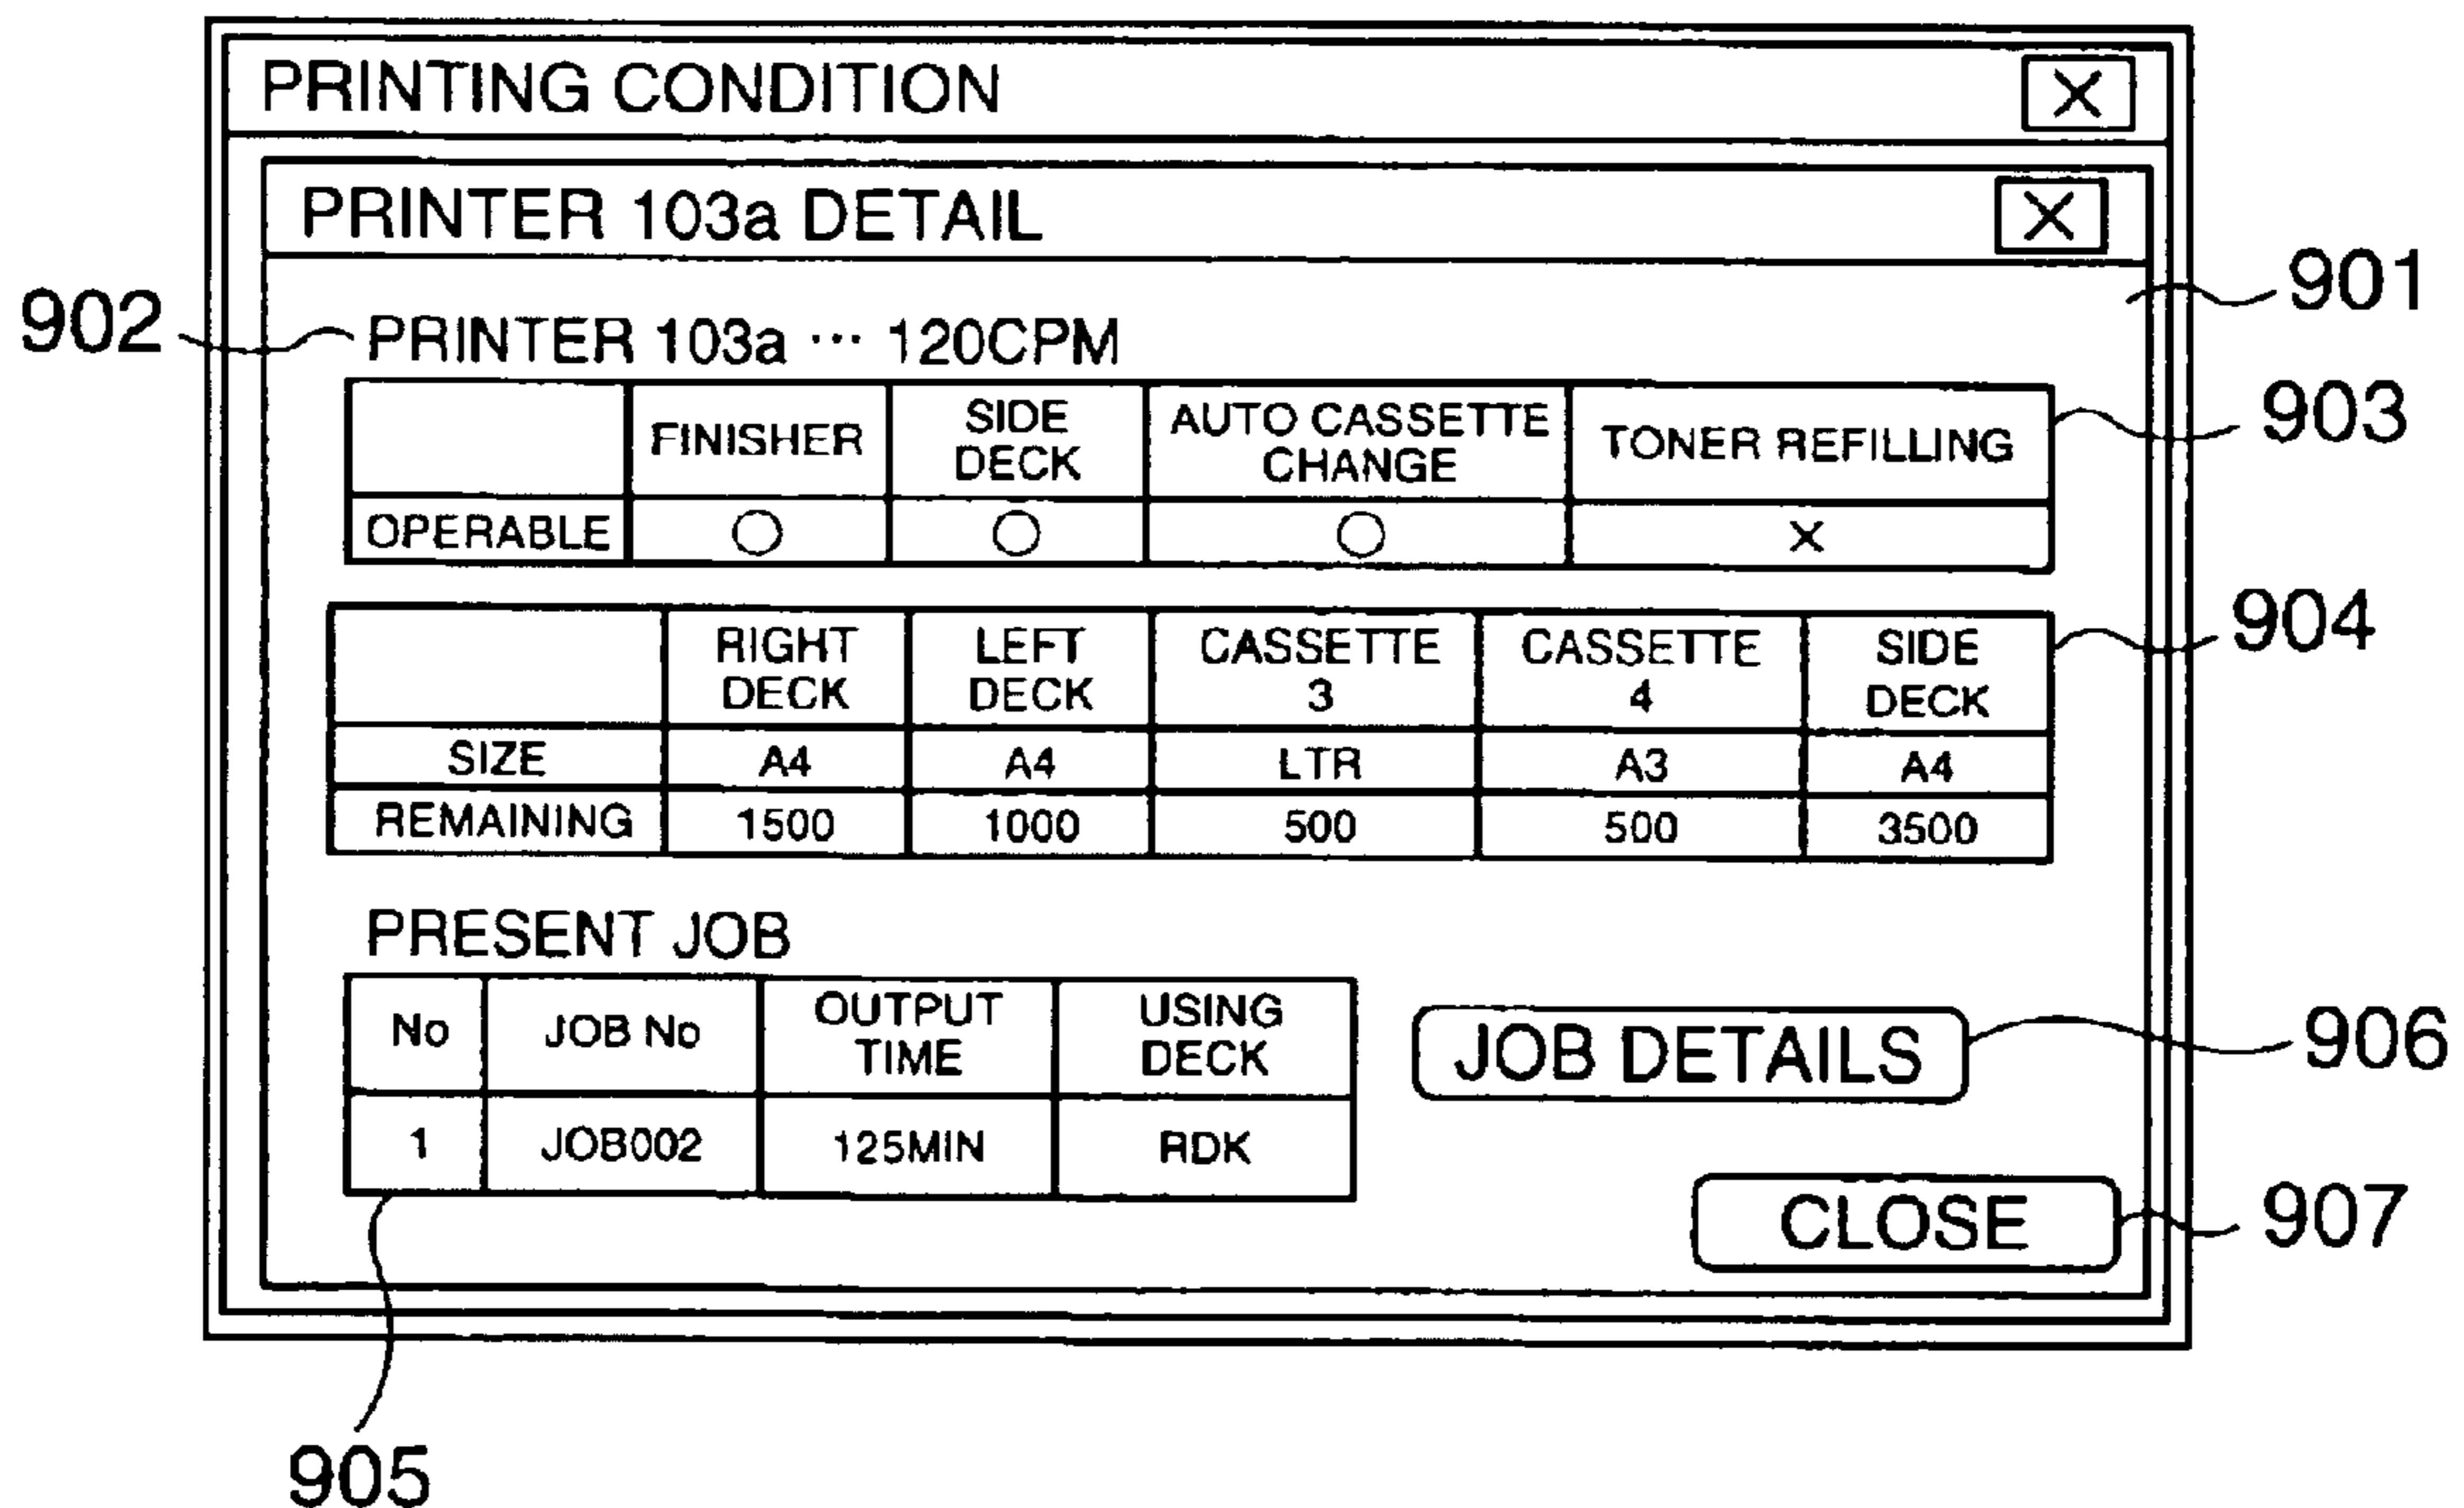 PRINTING CONDITION X
PRINTER 103a DETAIL X
901
902
PRINTER 103a ··· 120CPM
FINISHER SIDE DECK AUTO CASSETTE CHANGE TONER REFILLING
903
OPERABLE ○ ○ ○ ×
904
RIGHT DECK LEFT DECK CASSETTE 3 CASSETTE 4 SIDE DECK
SIZE A4 A4 LTR A3 A4
REMAINING 1500 1000 500 500 3500
PRESENT JOB
No JOB No OUTPUT TIME USING DECK
1 JOB002 125MIN RDK
JOB DETAILS
906
CLOSE
907
905